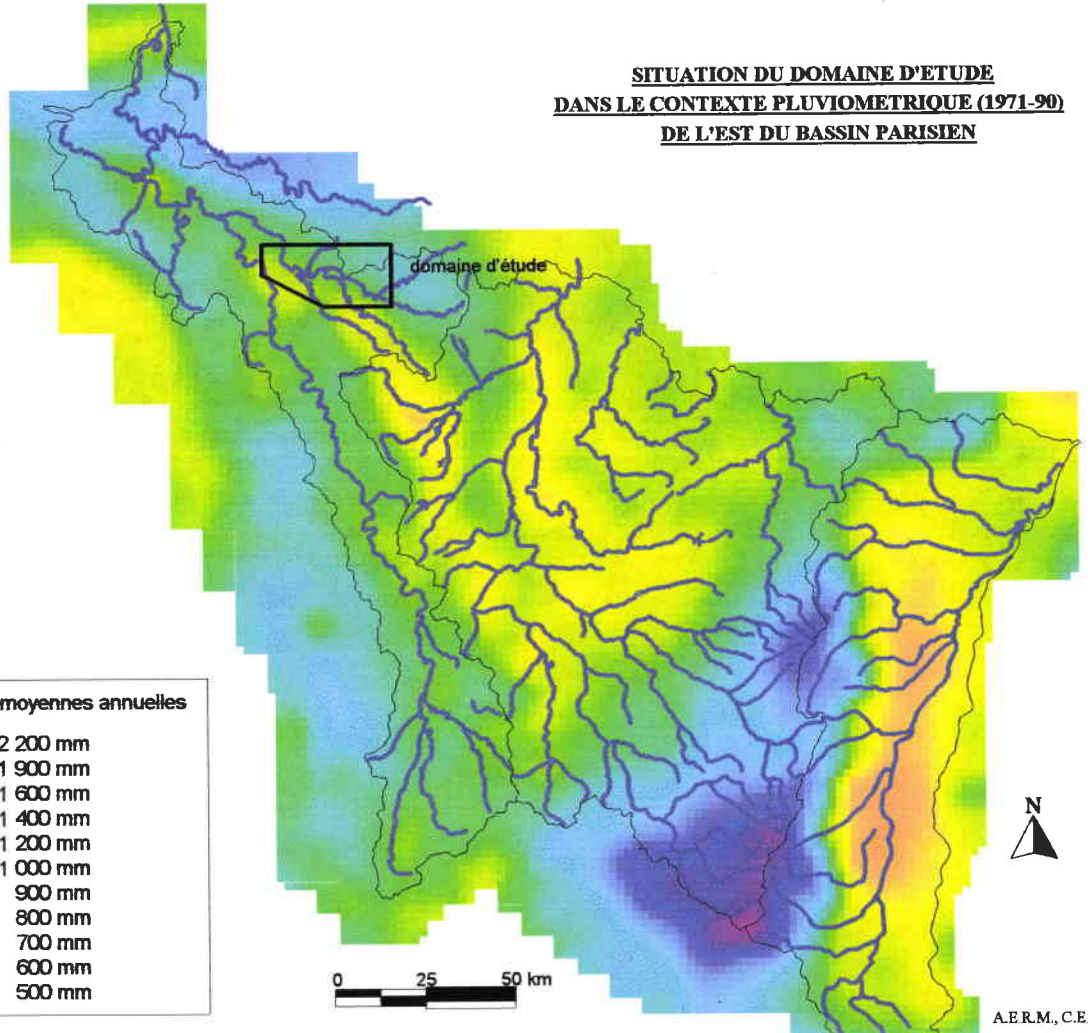 SITUATION DU DOMAINE D'ETUDE
DANS LE CONTEXTE PLUVIOMETRIQUE (1971-90)
DE L'EST DU BASSIN PARISIEN
domaine d'étude
moyennes annuelles
2 200 mm
1 900 mm
1 600 mm
1 400 mm
1 200 mm
1 000 mm
900 mm
800 mm
700 mm
600 mm
500 mm
N
0 25 50 km
A.E.R.M., C.E